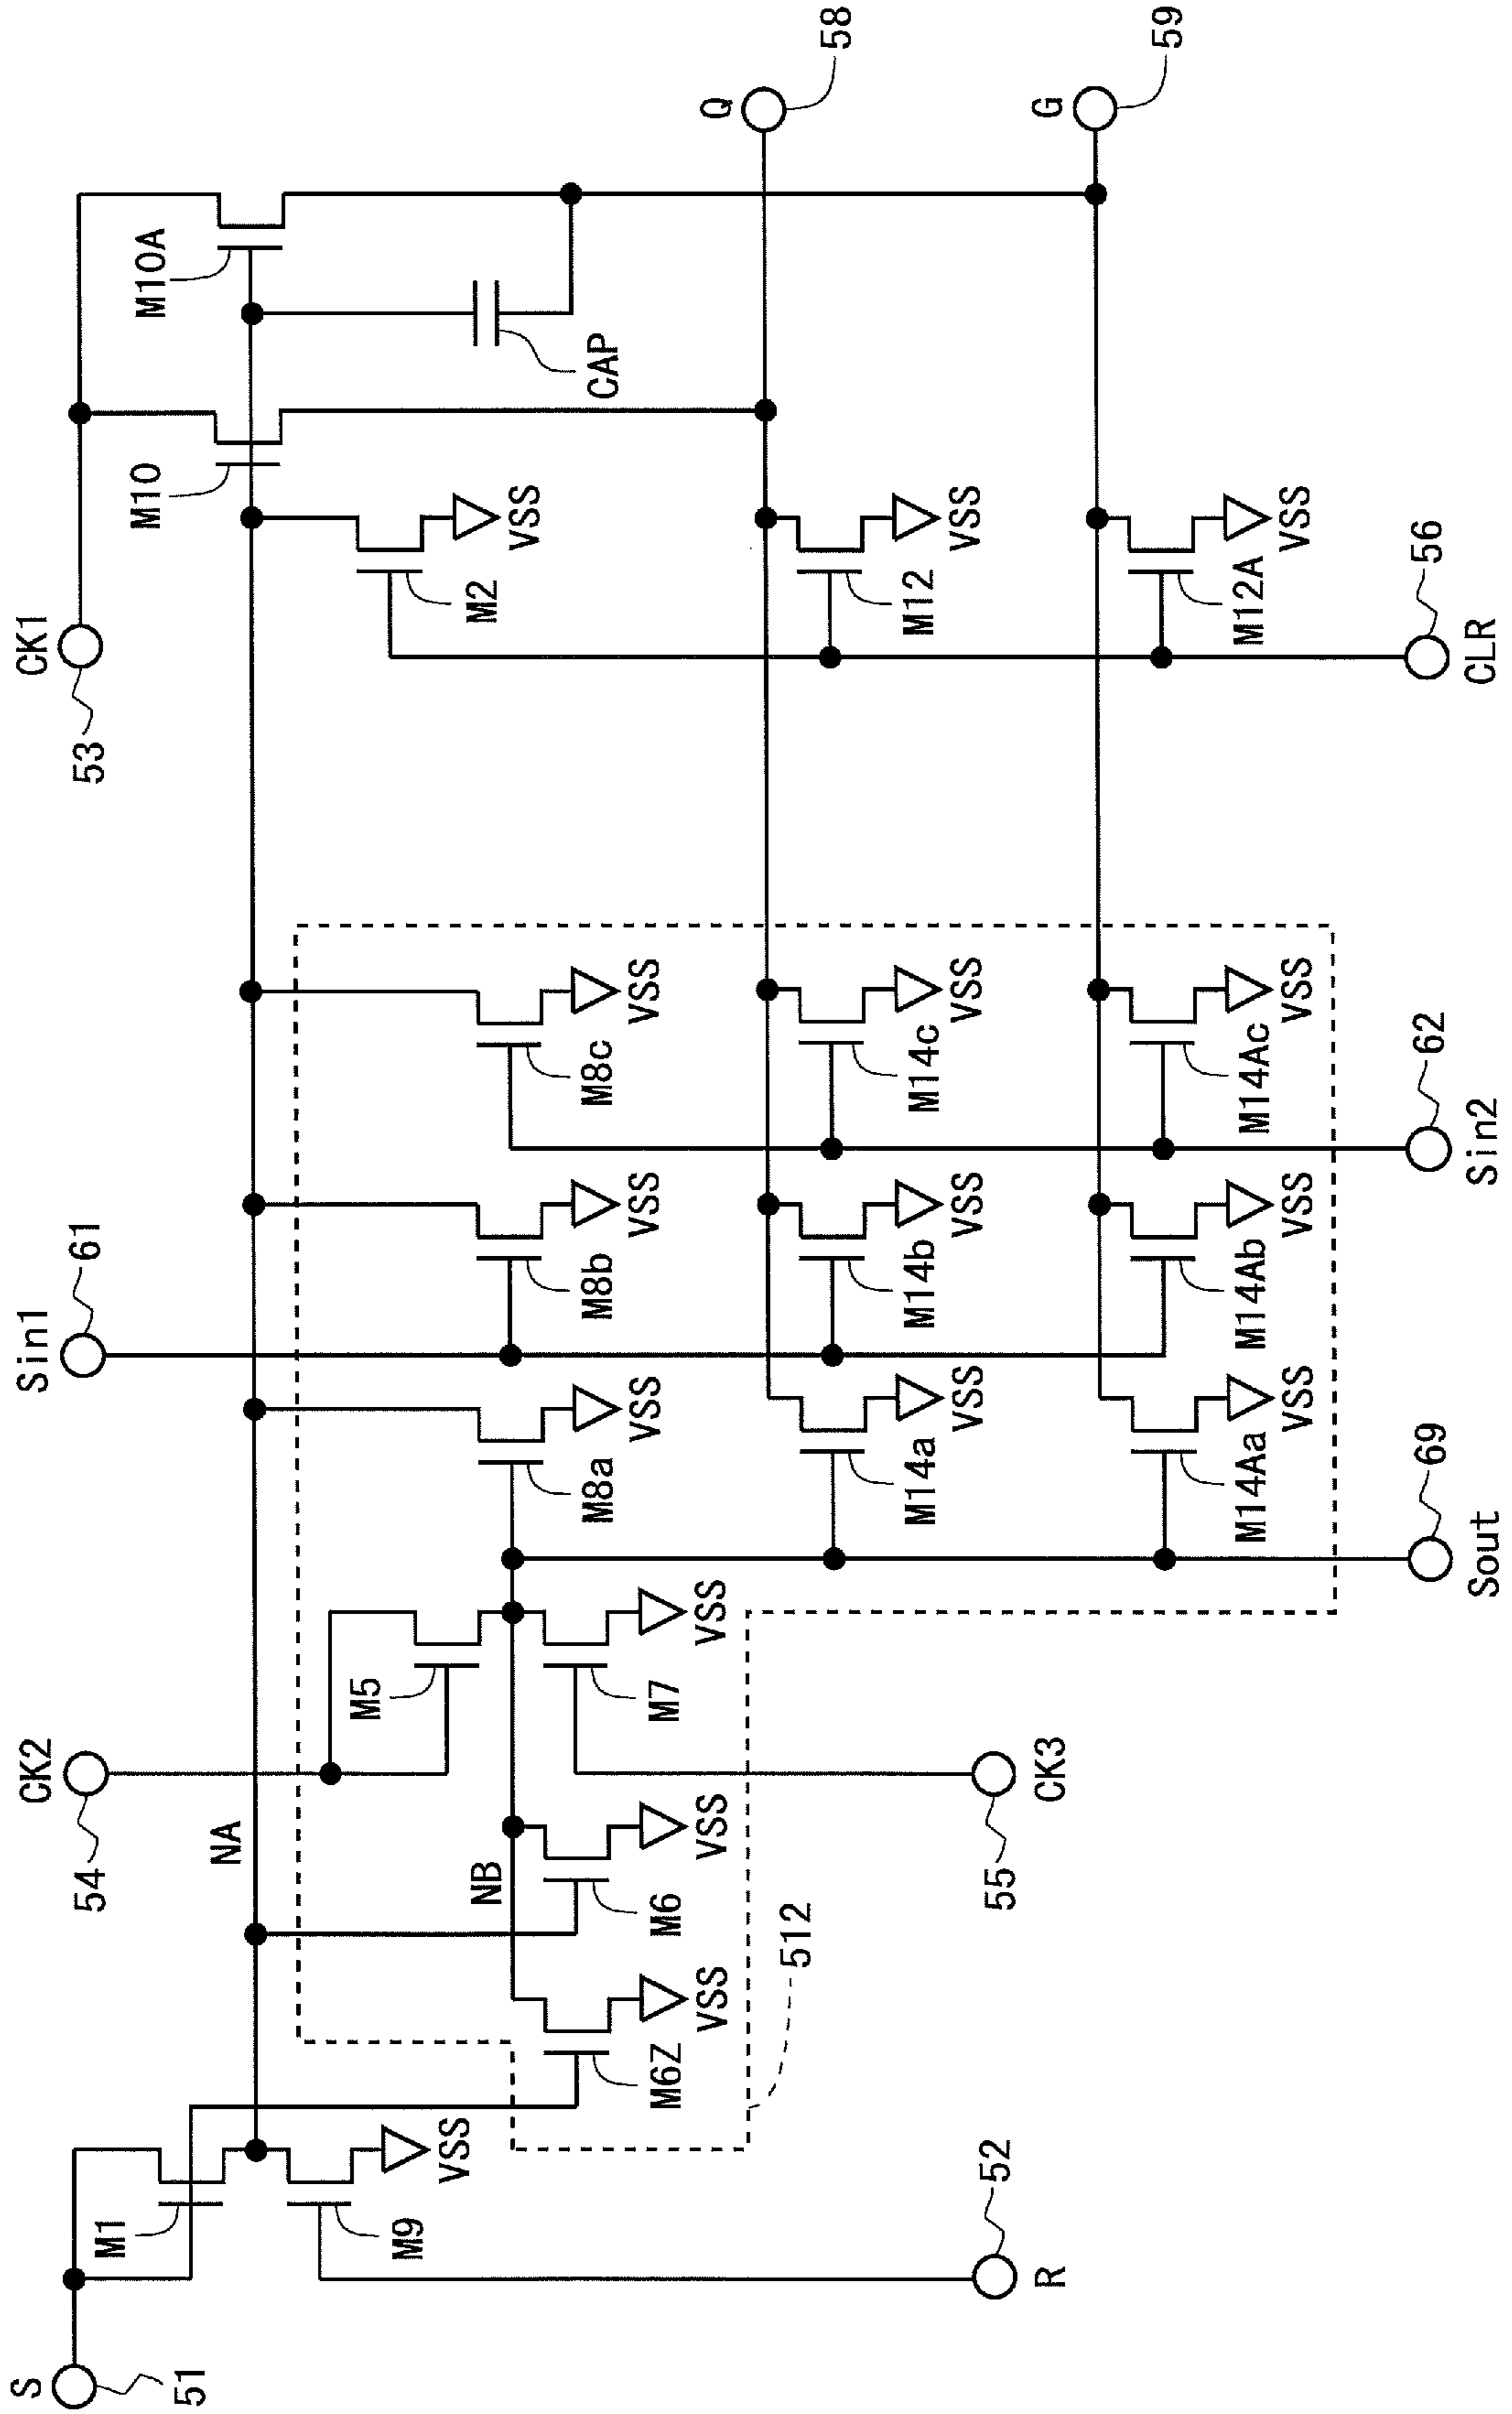 S
51
M1
M9
VSS
R
52
M6Z
VSS
512
NA
NB
M6
VSS
CK2
54
M5
M7
VSS
CK3
55
Sout
69
M8a
VSS
M14a
VSS
M14Aa
VSS
Sin1
61
M8b
VSS
M14b
VSS
M14Ab
VSS
Sin2
62
M8c
VSS
M14c
VSS
M14Ac
VSS
CK1
53
M2
VSS
M12
VSS
M12A
VSS
CLR
56
M10
M10A
CAP
Q
58
G
59